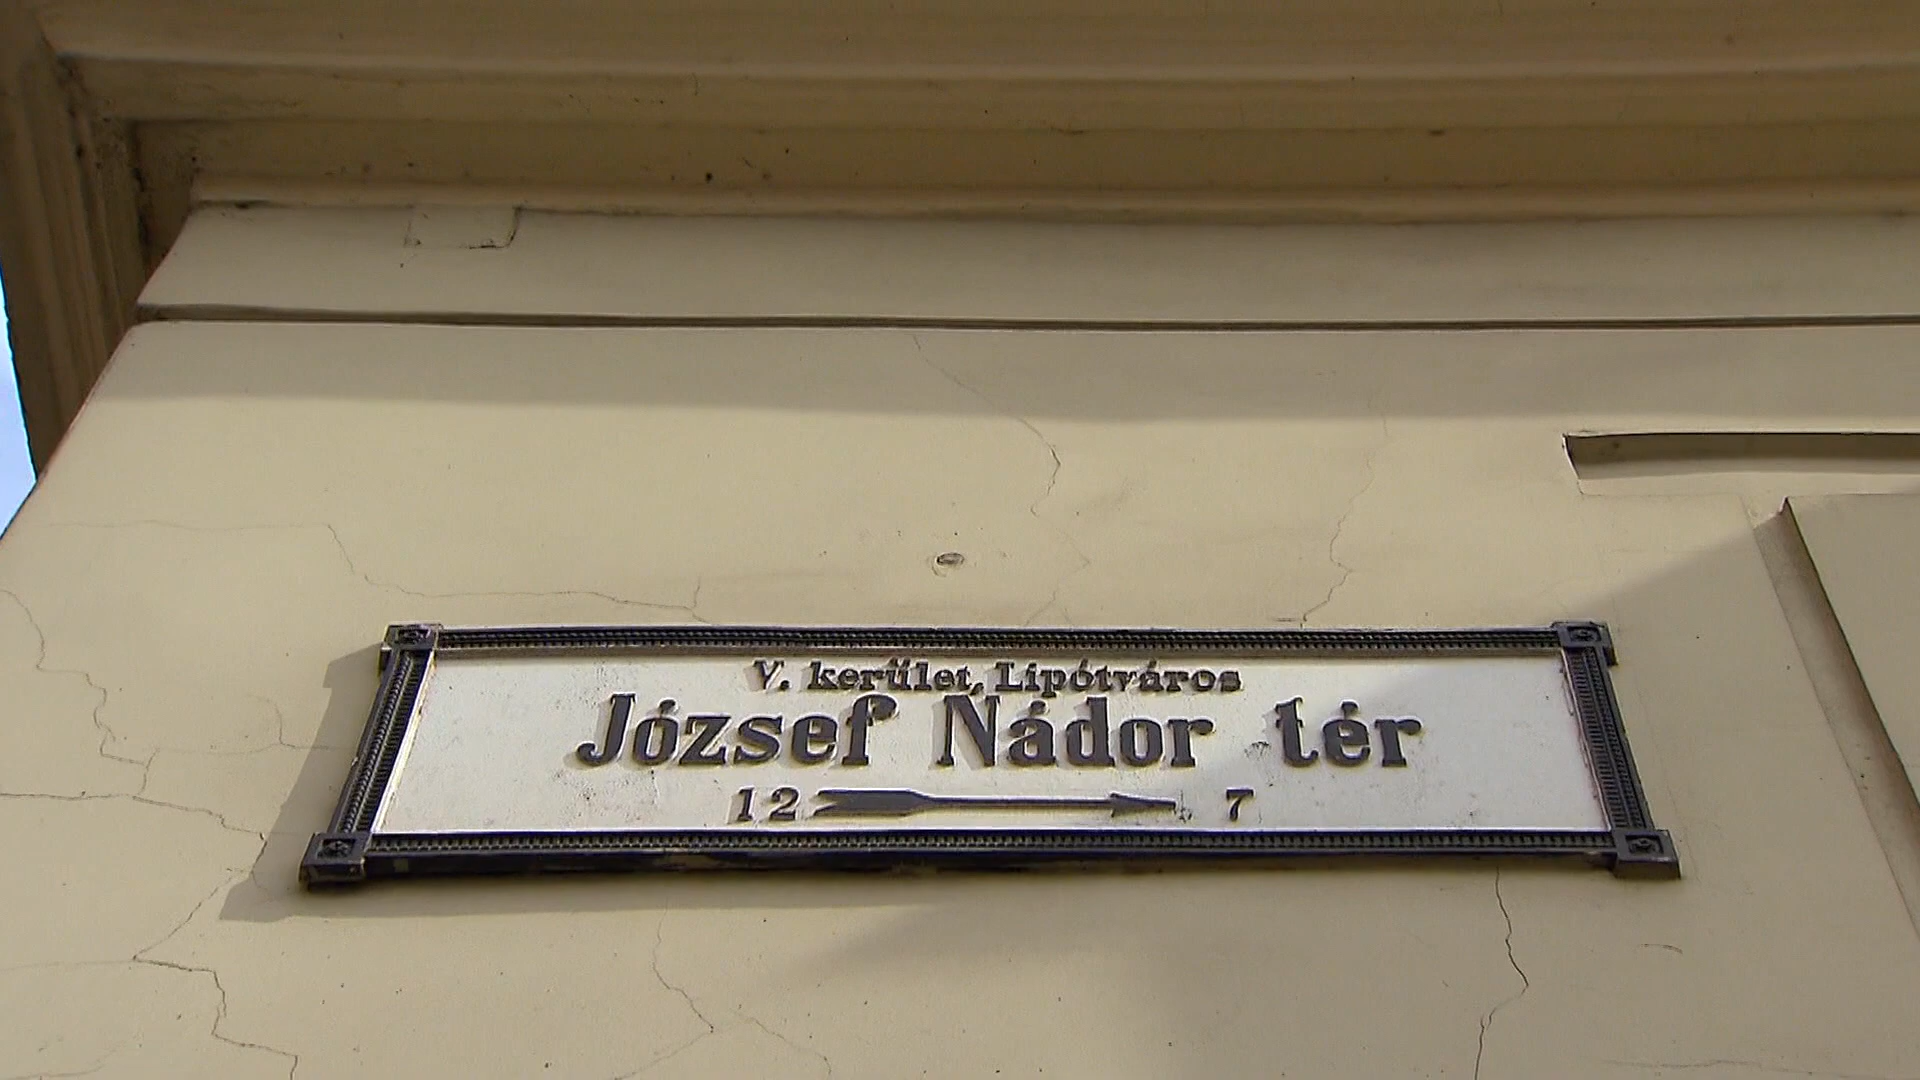 V. kerület, Lipótváros
József Nádor tér
12 → 7